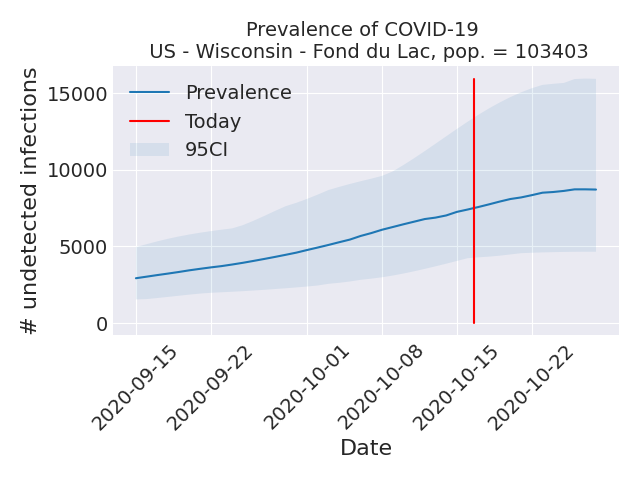 Prevalence of COVID-19
US - Wisconsin - Fond du Lac, pop. = 103403
# undetected infections
15000
10000
5000
0
Prevalence
Today
95CI
2020-09-15
2020-09-22
2020-10-01
2020-10-08
2020-10-15
2020-10-22
Date